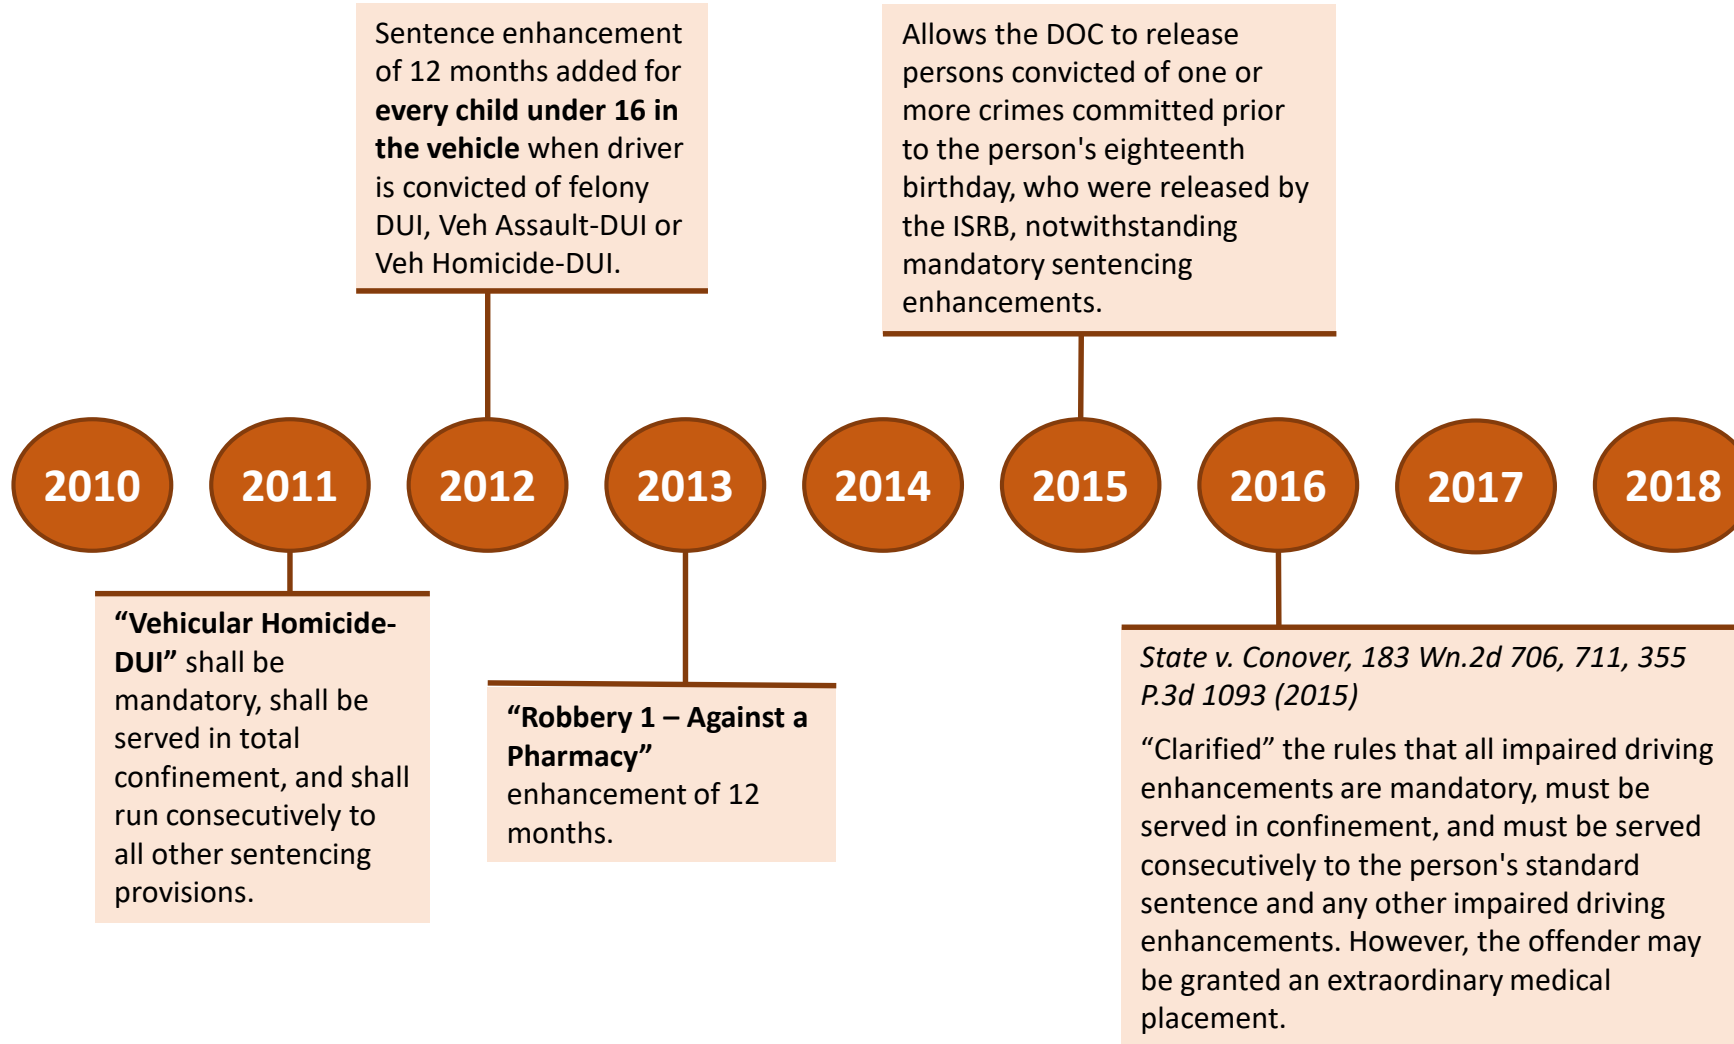 Sentence enhancement
of 12 months added for
every child under 16 in
the vehicle when driver
is convicted of felony
DUI, Veh Assault-DUI or
Veh Homicide-DUI.
Allows the DOC to release
persons convicted of one or
more crimes committed prior
to the person's eighteenth
birthday, who were released by
the ISRB, notwithstanding
mandatory sentencing
enhancements.
2010
2011
2012
2013
2014
2015
2016
2017
2018
“Vehicular Homicide-
DUI” shall be
mandatory, shall be
served in total
confinement, and shall
run consecutively to
all other sentencing
provisions.
“Robbery 1 – Against a
Pharmacy”
enhancement of 12
months.
State v. Conover, 183 Wn.2d 706, 711, 355
P.3d 1093 (2015)
“Clarified” the rules that all impaired driving
enhancements are mandatory, must be
served in confinement, and must be served
consecutively to the person's standard
sentence and any other impaired driving
enhancements. However, the offender may
be granted an extraordinary medical
placement.